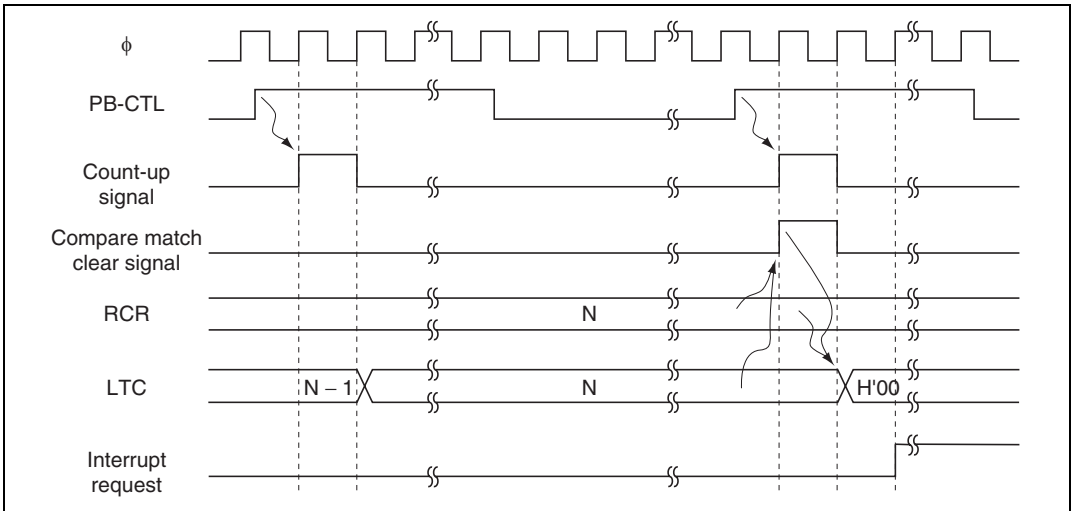 ϕ
PB-CTL
Count-up
signal
Compare match
clear signal
RCR
N
LTC
N – 1
N
H'00
Interrupt
request